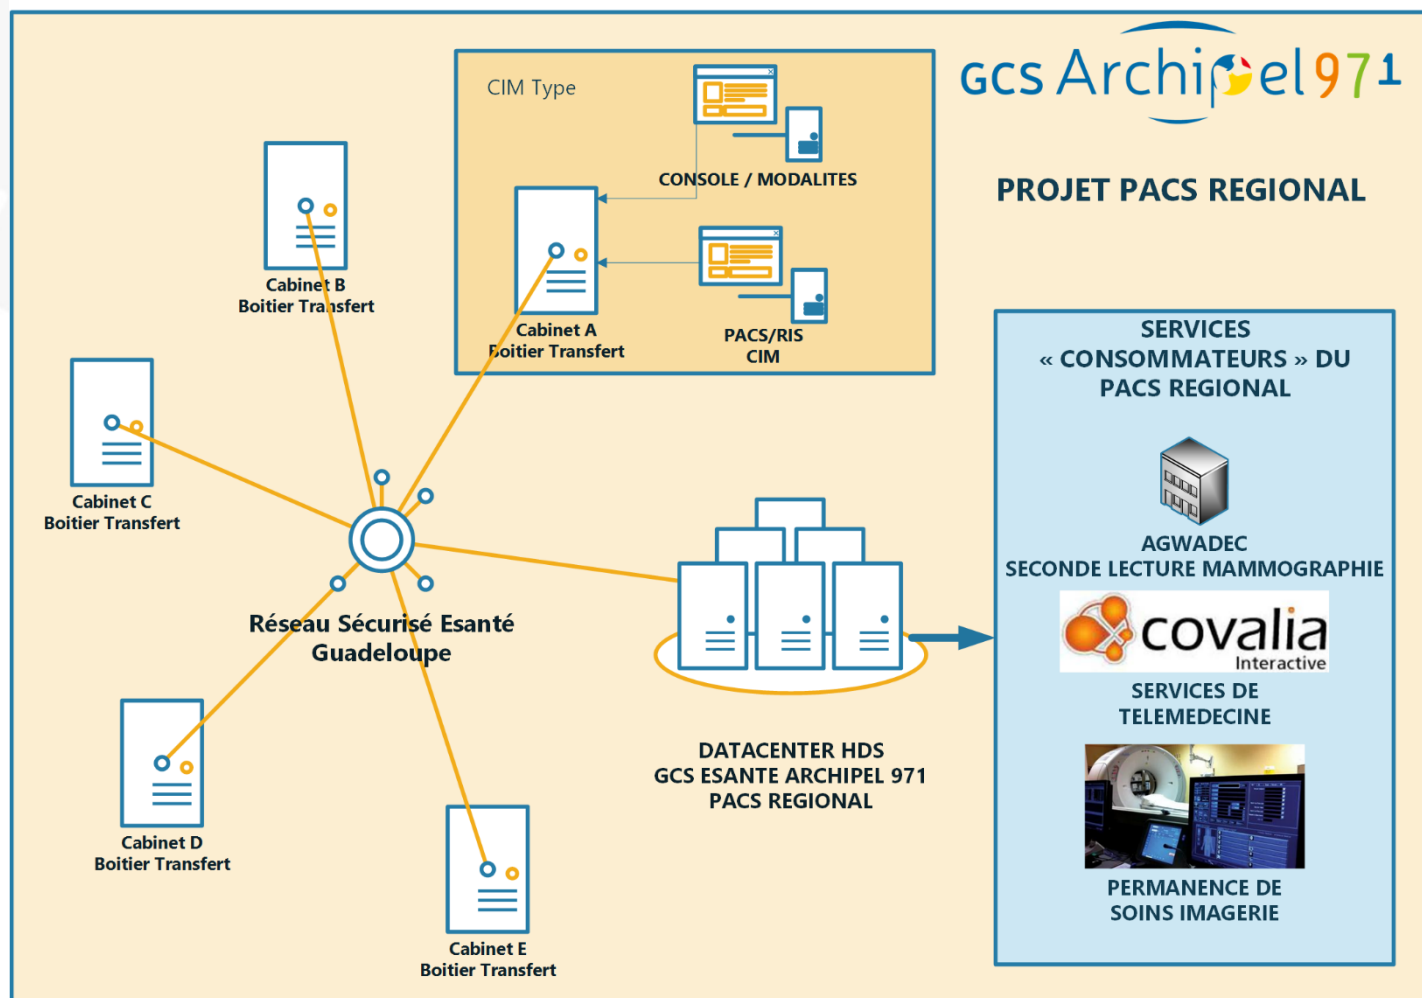 GCS Archipel 971
PROJET PACS REGIONAL
CIM Type
CONSOLE / MODALITES
Cabinet A
Boitier Transfert
PACS/RIS
CIM
Cabinet B
Boitier Transfert
Cabinet C
Boitier Transfert
Réseau Sécurisé Esanté
Guadeloupe
Cabinet D
Boitier Transfert
Cabinet E
Boitier Transfert
DATACENTER HDS
GCS ESANTE ARCHIPEL 971
PACS REGIONAL
SERVICES
« CONSOMMATEURS » DU
PACS REGIONAL
AGWADEC
SECONDE LECTURE MAMMOGRAPHIE
covalia
Interactive
SERVICES DE
TELEMEDECINE
PERMANENCE DE
SOINS IMAGERIE